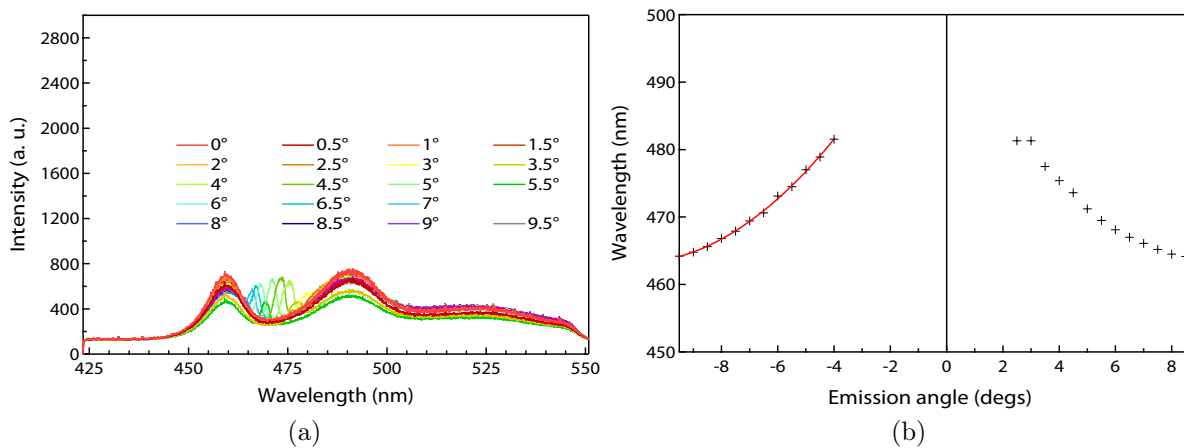 2800
2400
2000
1600
1200
800
400
0
Intensity (a. u.)
0° 0.5° 1° 1.5°
2° 2.5° 3° 3.5°
4° 4.5° 5° 5.5°
6° 6.5° 7°
8° 8.5° 9° 9.5°
425 450 475 500 525 550
Wavelength (nm)
(a)
500
490
480
470
460
450
Wavelength (nm)
-8 -6 -4 -2 0 2 4 6 8
Emission angle (degs)
(b)